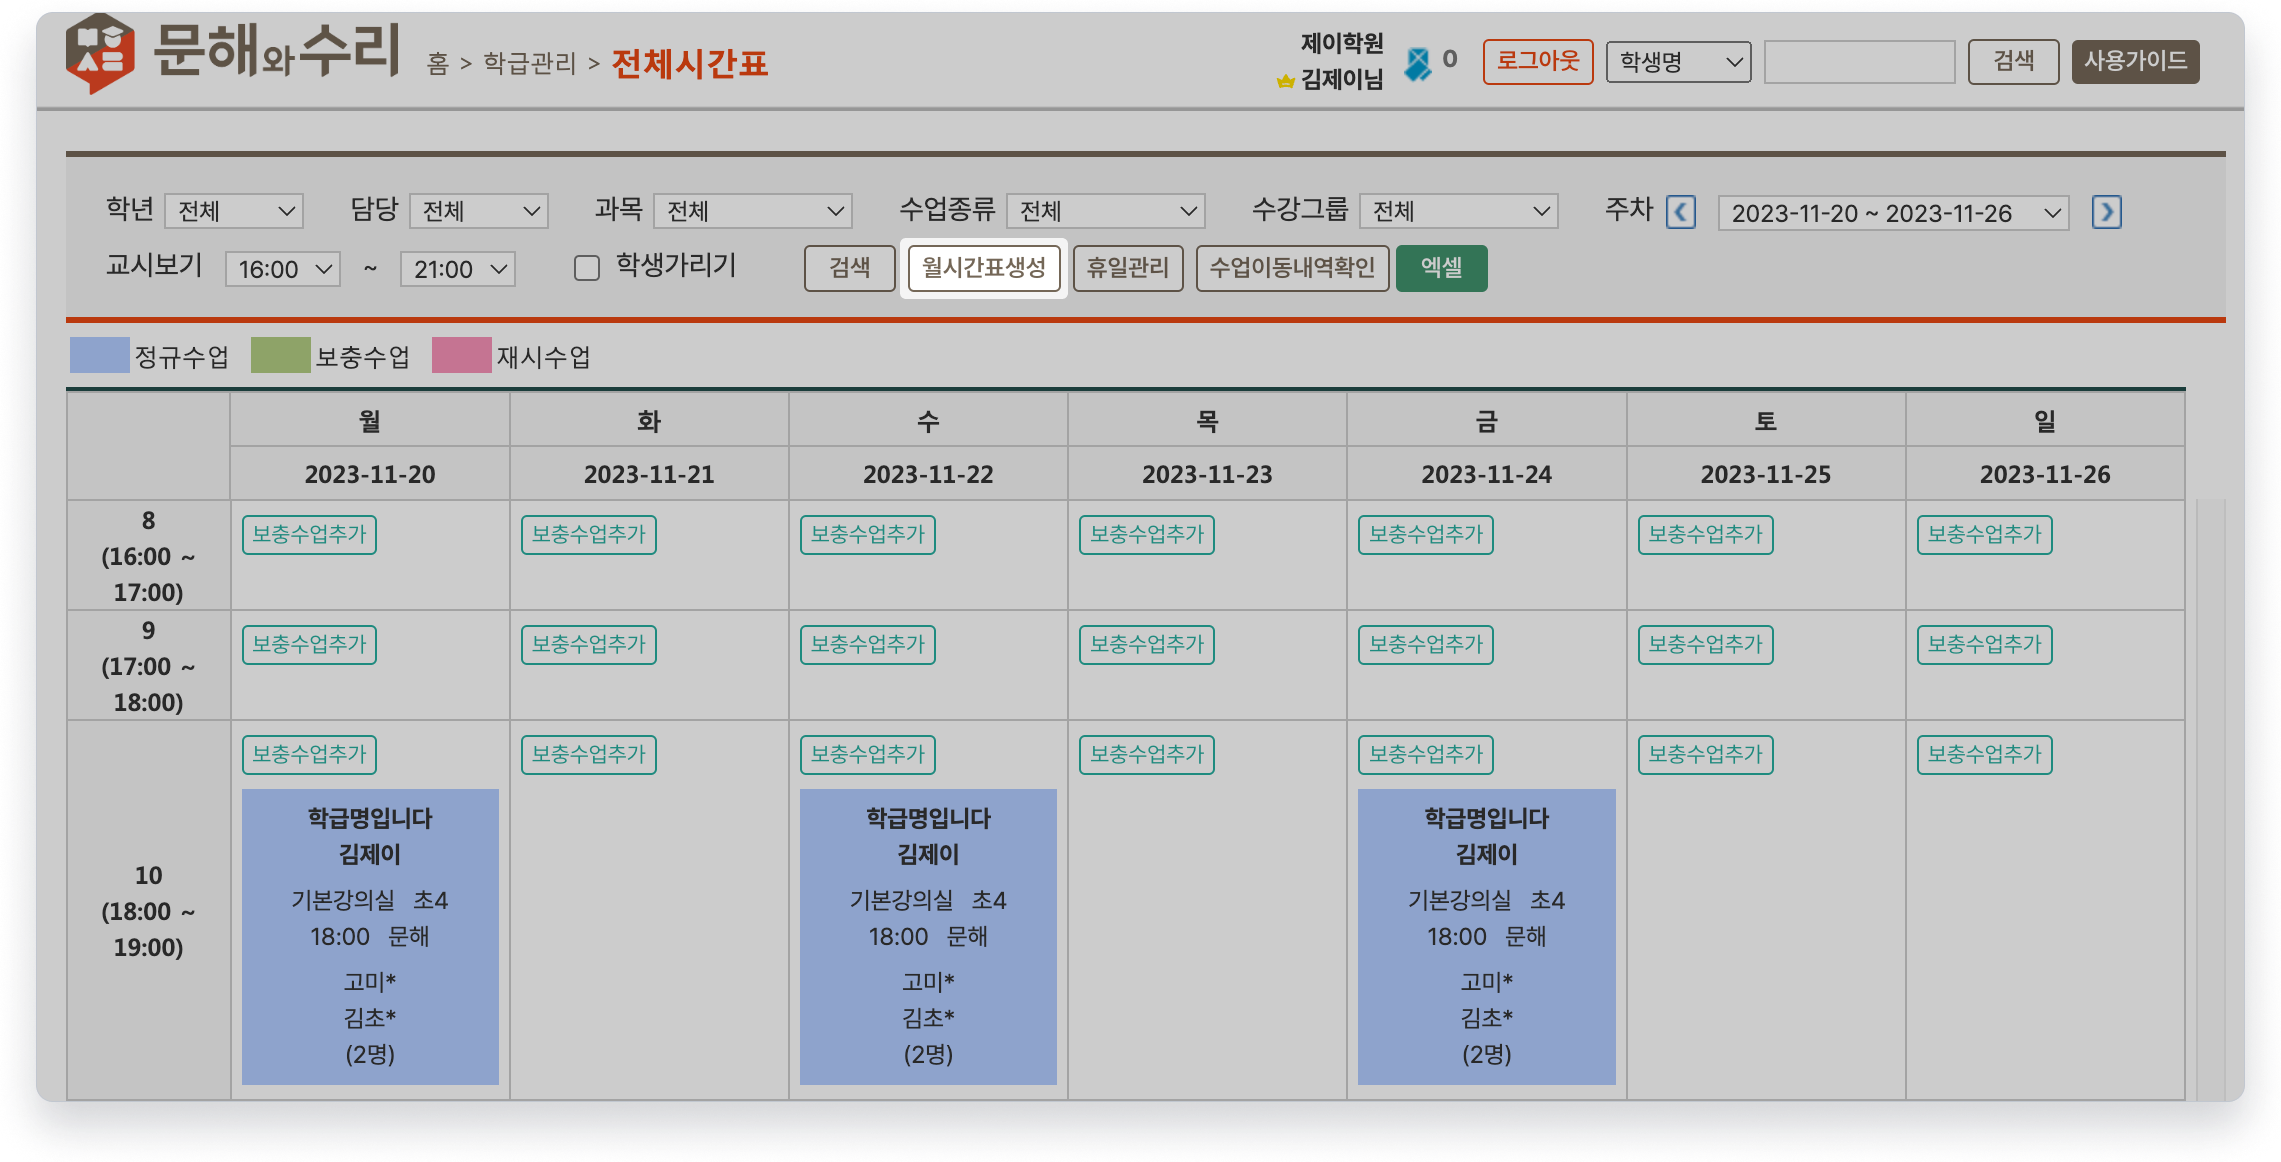 문해와수리
홈 > 학급관리 > 전체시간표
제이학원
김제이님
0
로그아웃
학생명
검색
사용가이드
학년 전체 담당 전체 과목 전체 수업종류 전체 수강그룹 전체 주차 2023-11-20 ~ 2023-11-26
교시보기 16:00 ~ 21:00 학생가리기 검색 월시간표생성 휴일관리 수업이동내역확인 엑셀
정규수업 보충수업 재시수업
월 화 수 목 금 토 일
2023-11-20 2023-11-21 2023-11-22 2023-11-23 2023-11-24 2023-11-25 2023-11-26
8
(16:00 ~
17:00)
보충수업추가 보충수업추가 보충수업추가 보충수업추가 보충수업추가 보충수업추가 보충수업추가
9
(17:00 ~
18:00)
보충수업추가 보충수업추가 보충수업추가 보충수업추가 보충수업추가 보충수업추가 보충수업추가
10
(18:00 ~
19:00)
보충수업추가 보충수업추가 보충수업추가 보충수업추가 보충수업추가 보충수업추가 보충수업추가
학급명입니다
김제이
기본강의실 초4
18:00 문해
고미*
김초*
(2명)
학급명입니다
김제이
기본강의실 초4
18:00 문해
고미*
김초*
(2명)
학급명입니다
김제이
기본강의실 초4
18:00 문해
고미*
김초*
(2명)